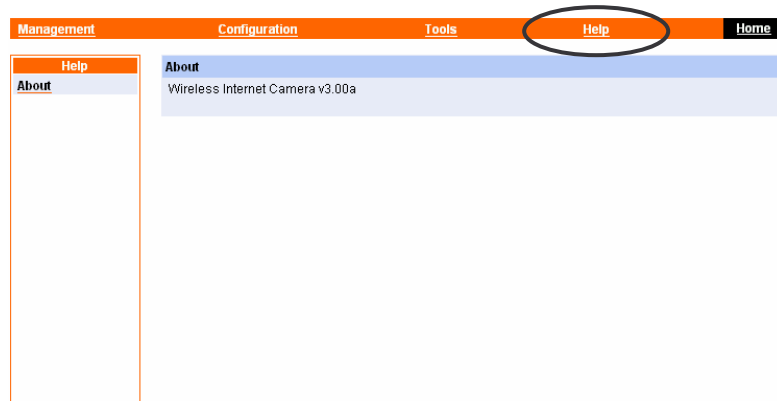 Management Configuration Tools Help Home
Help
About
About
Wireless Internet Camera v3.00a